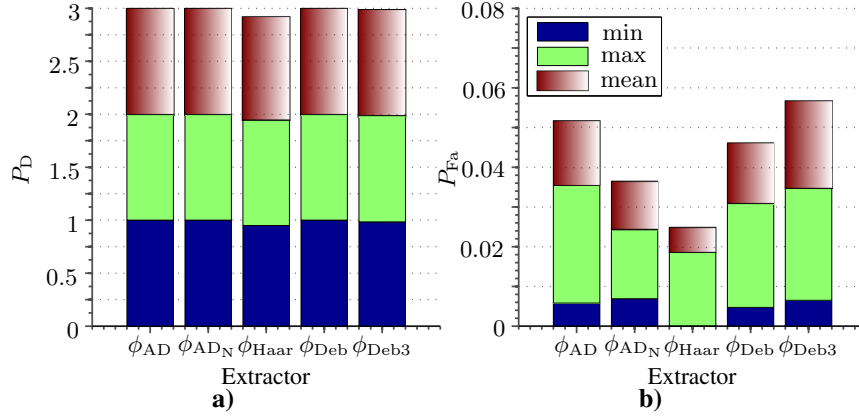 3
2.5
2
1.5
1
0.5
0
P_D
ϕ_AD ϕ_AD_N ϕ_Haar ϕ_Deb ϕ_Deb3
Extractor
a)
0.08
0.06
0.04
0.02
0
P_Fa
min
max
mean
ϕ_AD ϕ_AD_N ϕ_Haar ϕ_Deb ϕ_Deb3
Extractor
b)